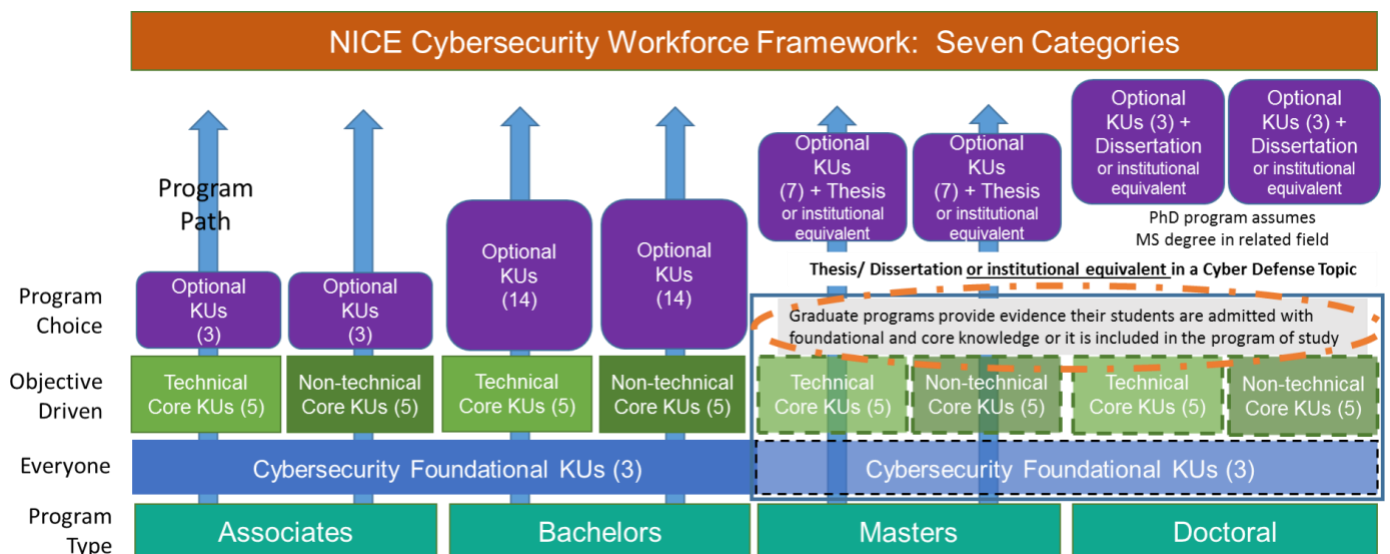 NICE Cybersecurity Workforce Framework: Seven Categories
Program
Path
Optional
KUs
(3)
Optional
KUs
(3)
Optional
KUs
(14)
Optional
KUs
(14)
Optional
KUs
(7) + Thesis
or institutional
equivalent
Optional
KUs
(7) + Thesis
or institutional
equivalent
Optional
KUs (3) +
Dissertation
or institutional
equivalent
Optional
KUs (3) +
Dissertation
or institutional
equivalent
PhD program assumes
MS degree in related field
Thesis/ Dissertation or institutional equivalent in a Cyber Defense Topic
Program
Choice
Graduate programs provide evidence their students are admitted with
foundational and core knowledge or it is included in the program of study
Objective
Driven
Technical
Core KUs (5)
Non-technical
Core KUs (5)
Technical
Core KUs (5)
Non-technical
Core KUs (5)
Technical
Core KUs (5)
Non-technical
Core KUs (5)
Technical
Core KUs (5)
Non-technical
Core KUs (5)
Everyone
Cybersecurity Foundational KUs (3)
Cybersecurity Foundational KUs (3)
Program
Type
Associates
Bachelors
Masters
Doctoral